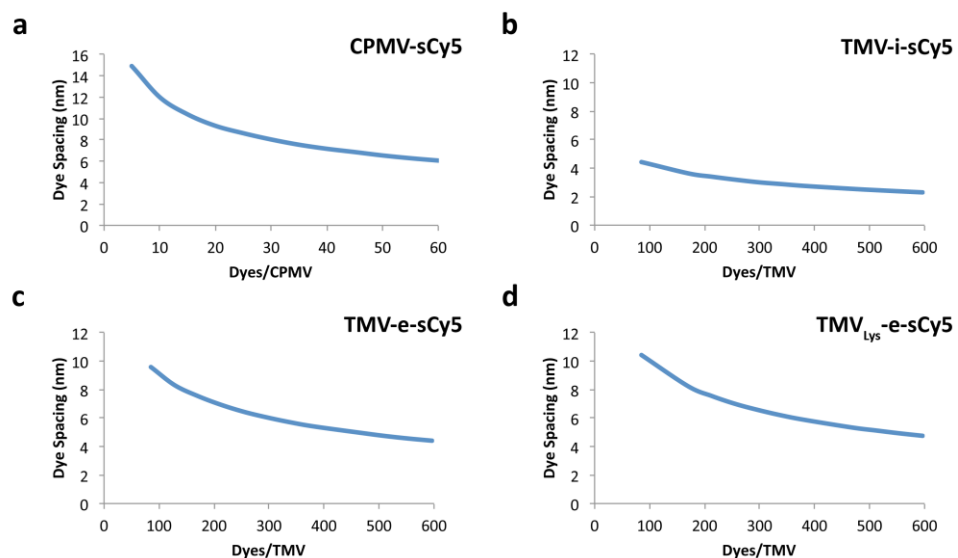 a
CPMV-sCy5
16
14
12
10
8
6
4
2
0
Dye Spacing (nm)
0 10 20 30 40 50 60
Dyes/CPMV
b
TMV-i-sCy5
12
10
8
6
4
2
0
Dye Spacing (nm)
0 100 200 300 400 500 600
Dyes/TMV
c
TMV-e-sCy5
12
10
8
6
4
2
0
Dye Spacing (nm)
0 100 200 300 400 500 600
Dyes/TMV
d
TMVLys-e-sCy5
12
10
8
6
4
2
0
Dye Spacing (nm)
0 100 200 300 400 500 600
Dyes/TMV